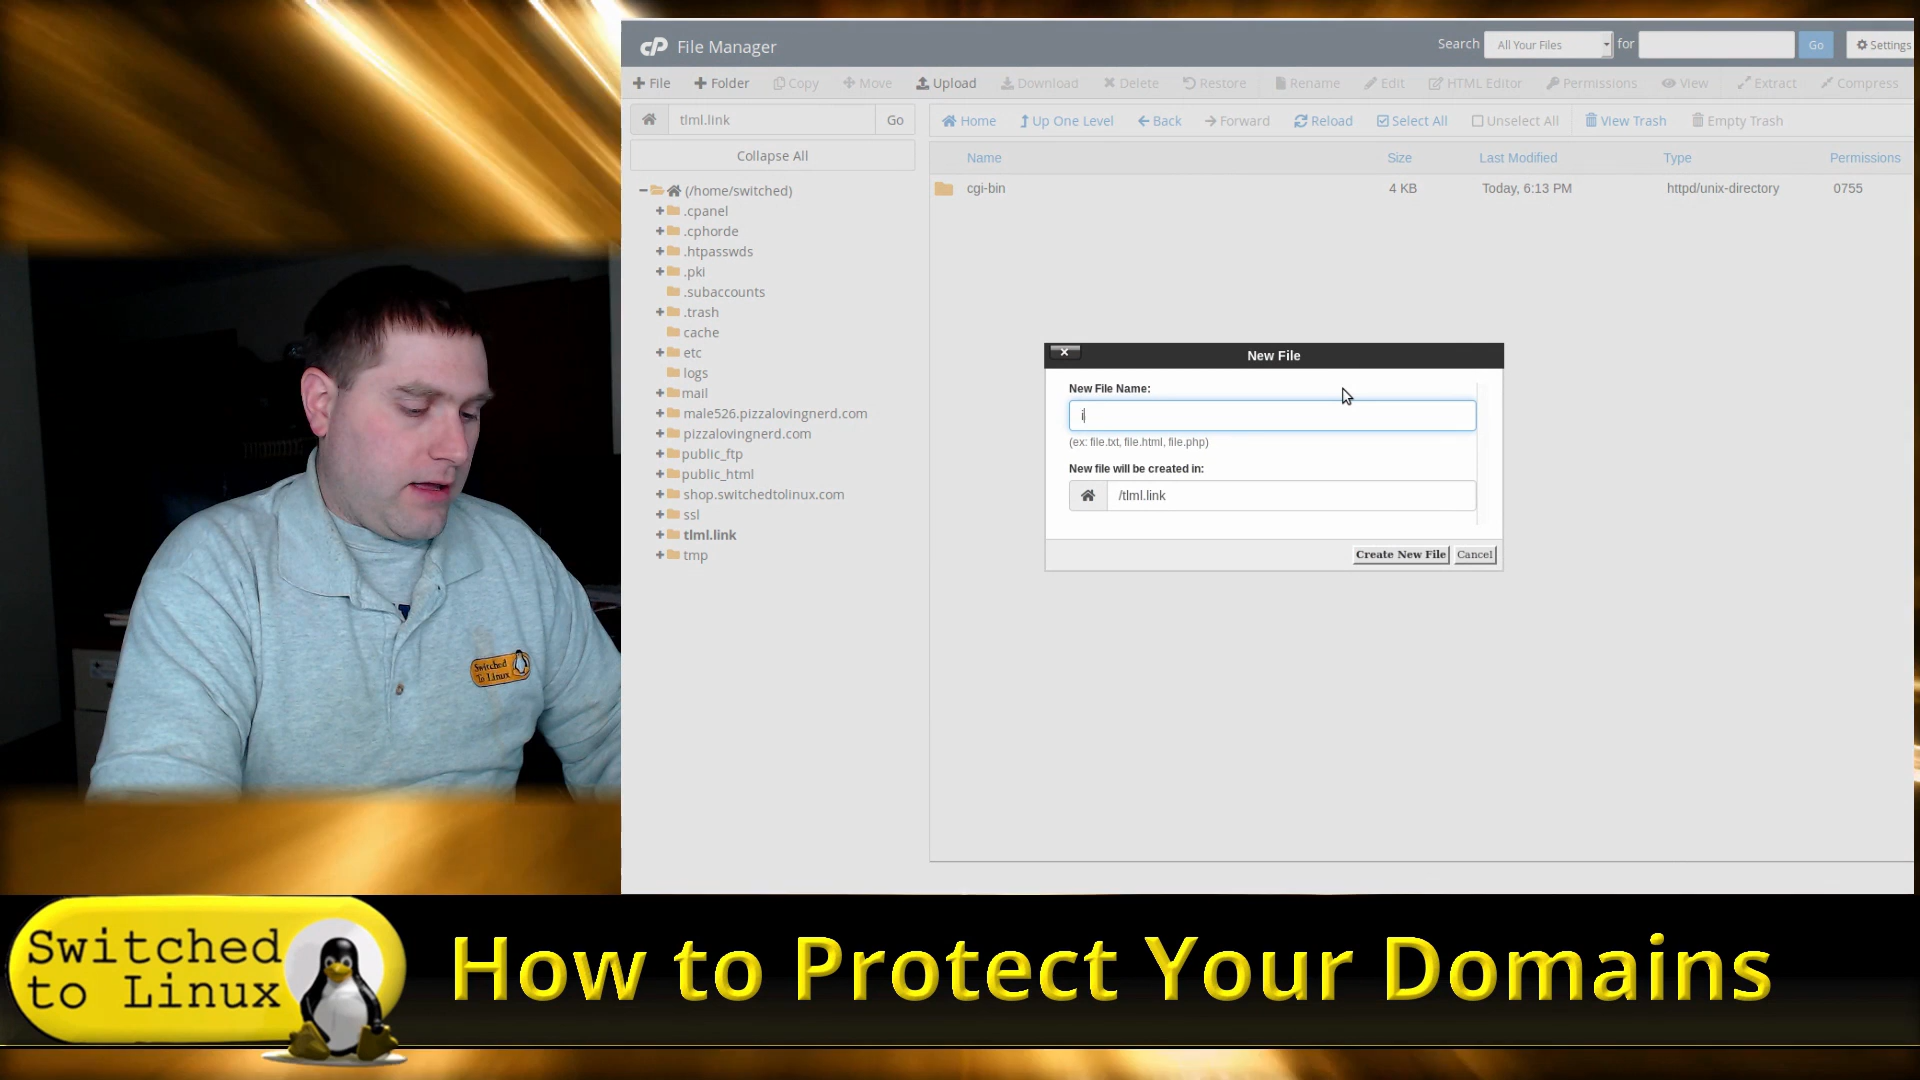 cP File Manager
Search All Your Files for Go Settings
File Folder Copy Move Upload Download Delete Restore Rename Edit HTML Editor Permissions View Extract Compress
tlml.link Go
Home Up One Level Back Forward Reload Select All Unselect All View Trash Empty Trash
Collapse All
Name Size Last Modified Type Permissions
cgi-bin 4 KB Today, 6:13 PM httpd/unix-directory 0755
(/home/switched)
.cpanel
.cphorde
.htpasswds
.pki
.subaccounts
.trash
cache
etc
logs
mail
male526.pizzalovingnerd.com
pizzalovingnerd.com
public_ftp
public_html
shop.switchedtolinux.com
ssl
tlml.link
tmp
New File
New File Name:
i
(ex: file.txt, file.html, file.php)
New file will be created in:
/tlml.link
Create New File Cancel
Switched
To Linux
Switched
to Linux
How to Protect Your Domains